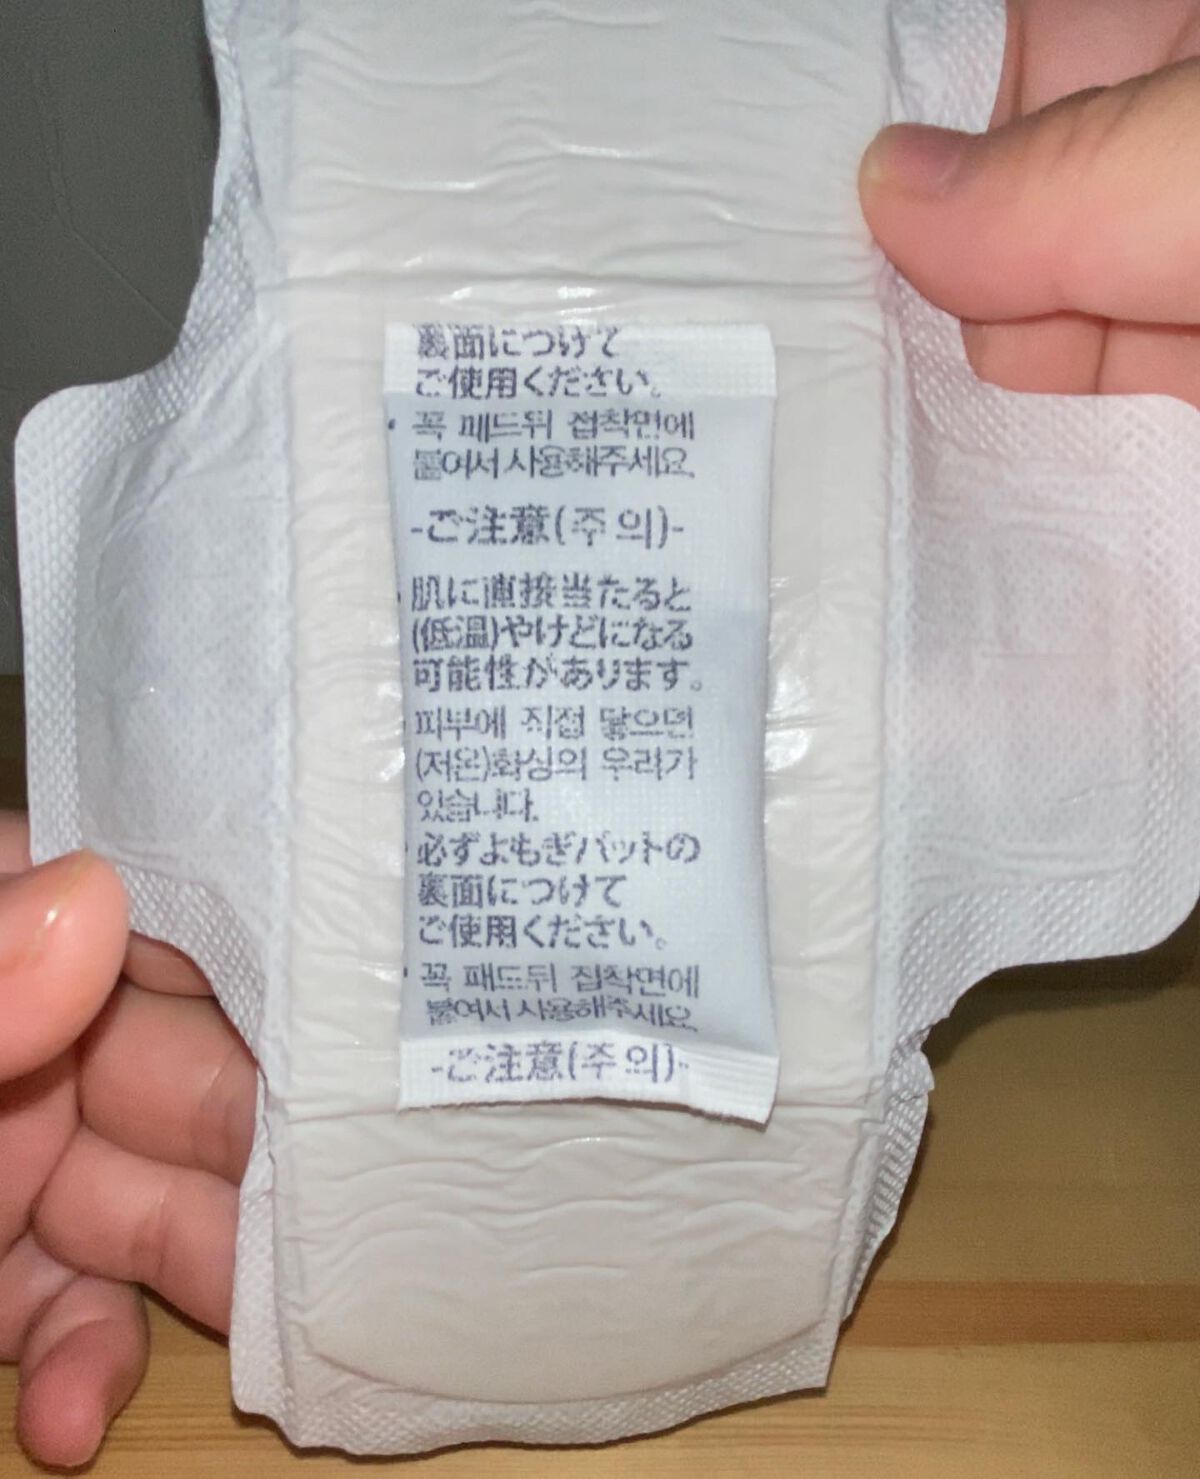 裏面につけて
ご使用ください。
• 꼭 패드뒤 접착면에
붙여서 사용해주세요.
-ご注意(주의)-
• 肌に直接当たると
(低温)やけどになる
可能性があります。
• 피부에 직접 닿으면
(저온)화상의 우려가
있습니다.
• 必ずよもぎパットの
裏面につけて
ご使用ください。
• 꼭 패드뒤 접착면에
붙여서 사용해주세요.
-ご注意(주의)-